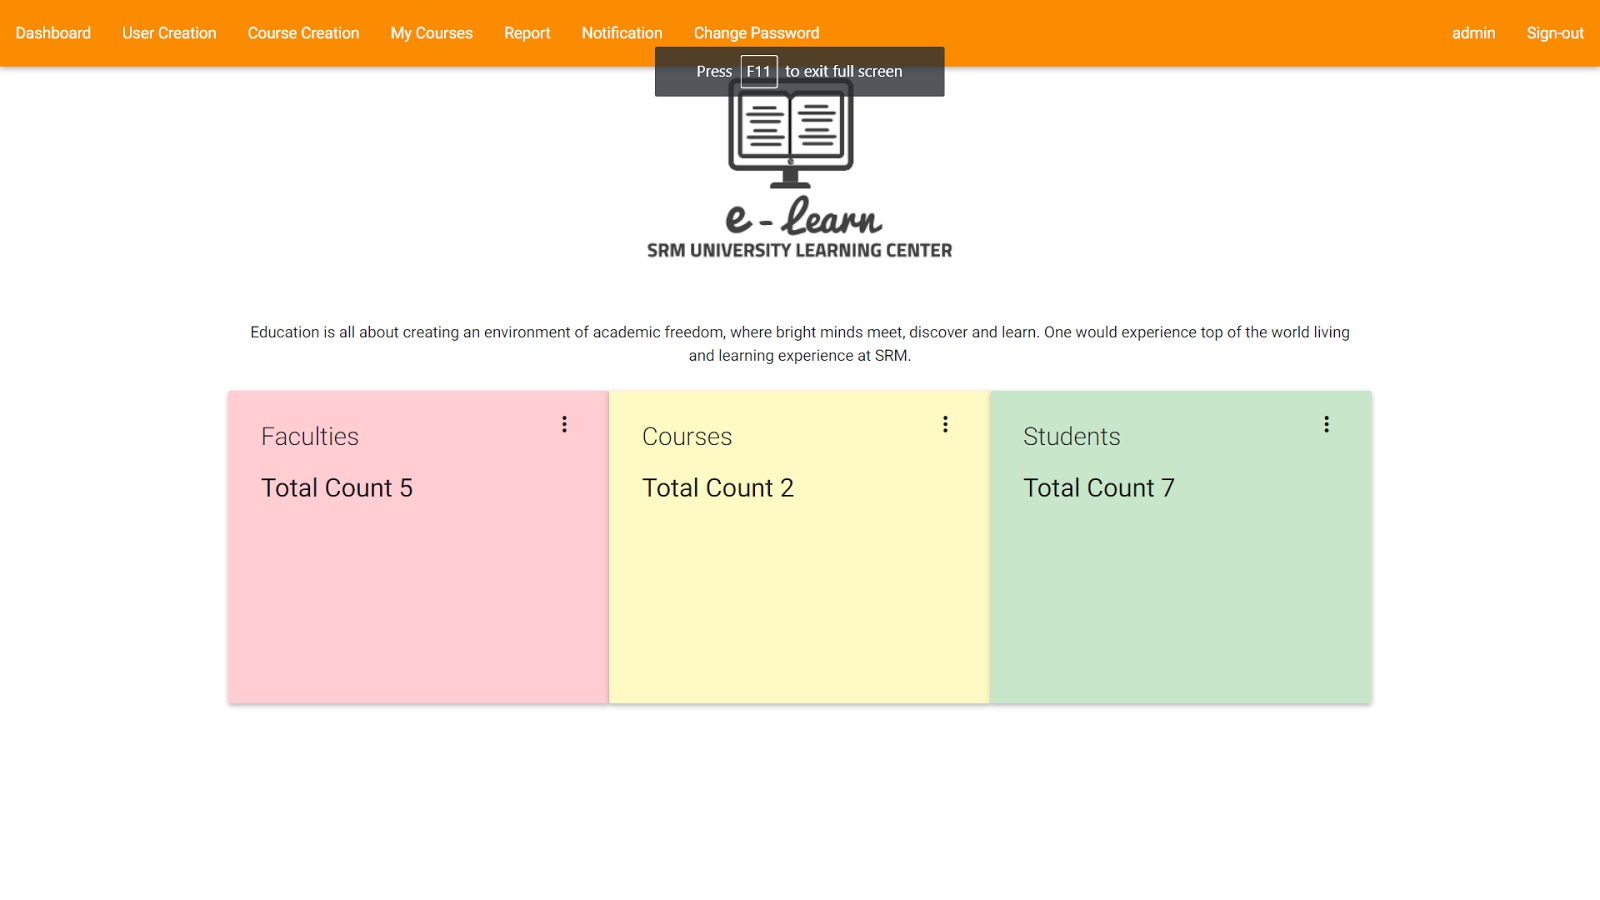 Dashboard User Creation Course Creation My Courses Report Notification Change Password admin Sign-out
Press F11 to exit full screen
e - Learn
SRM UNIVERSITY LEARNING CENTER
Education is all about creating an environment of academic freedom, where bright minds meet, discover and learn. One would experience top of the world living
and learning experience at SRM.
Faculties
Total Count 5
Courses
Total Count 2
Students
Total Count 7